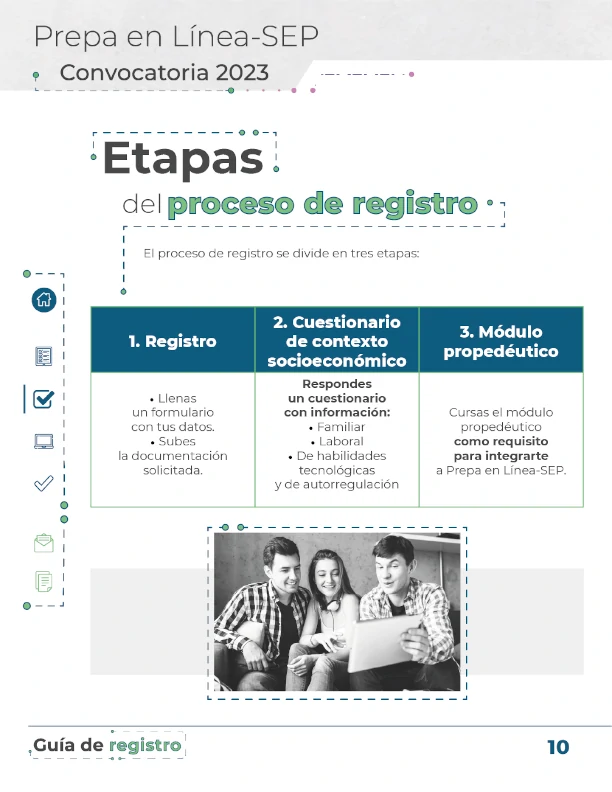 Prepa en Línea-SEP
Convocatoria 2023
Etapas
del proceso de registro
El proceso de registro se divide en tres etapas:
1. Registro
2. Cuestionario
de contexto
socioeconómico
3. Módulo
propedéutico
• Llenas
un formulario
con tus datos.
• Subes
la documentación
solicitada.
Respondes
un cuestionario
con información:
• Familiar
• Laboral
• De habilidades
tecnológicas
y de autorregulación
Cursas el módulo
propedéutico
como requisito
para integrarte
a Prepa en Línea-SEP.
Guía de registro
10